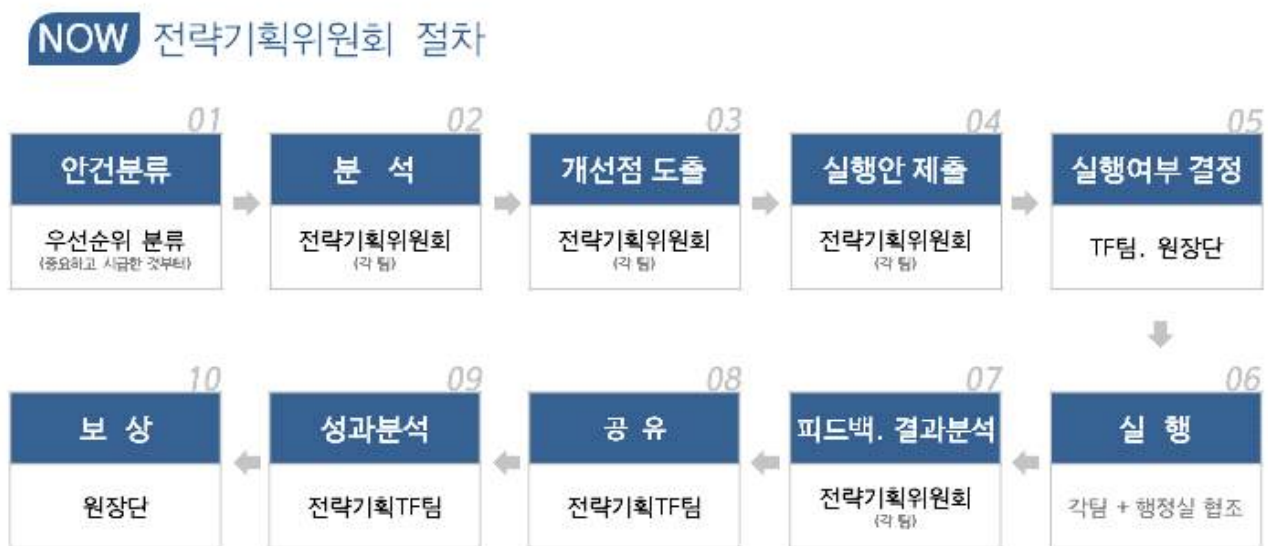 NOW 전략기획위원회 절차
01
안건분류
우선순위 분류
(중요하고 시급한 것부터)
02
분 석
전략기획위원회
(각 팀)
03
개선점 도출
전략기획위원회
(각 팀)
04
실행안 제출
전략기획위원회
(각 팀)
05
실행여부 결정
TF팀. 원장단
06
실 행
각팀 + 행정실 협조
07
피드백. 결과분석
전략기획위원회
(각 팀)
08
공 유
전략기획TF팀
09
성과분석
전략기획TF팀
10
보 상
원장단